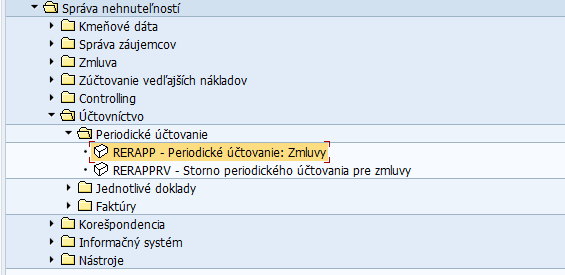 Správa nehnuteľností
Kmeňové dáta
Správa záujemcov
Zmluva
Zúčtovanie vedľajších nákladov
Controlling
Účtovníctvo
Periodické účtovanie
RERAPP - Periodické účtovanie: Zmluvy
RERAPPRV - Storno periodického účtovania pre zmluvy
Jednotlivé doklady
Faktúry
Korešpondencia
Informačný systém
Nástroje